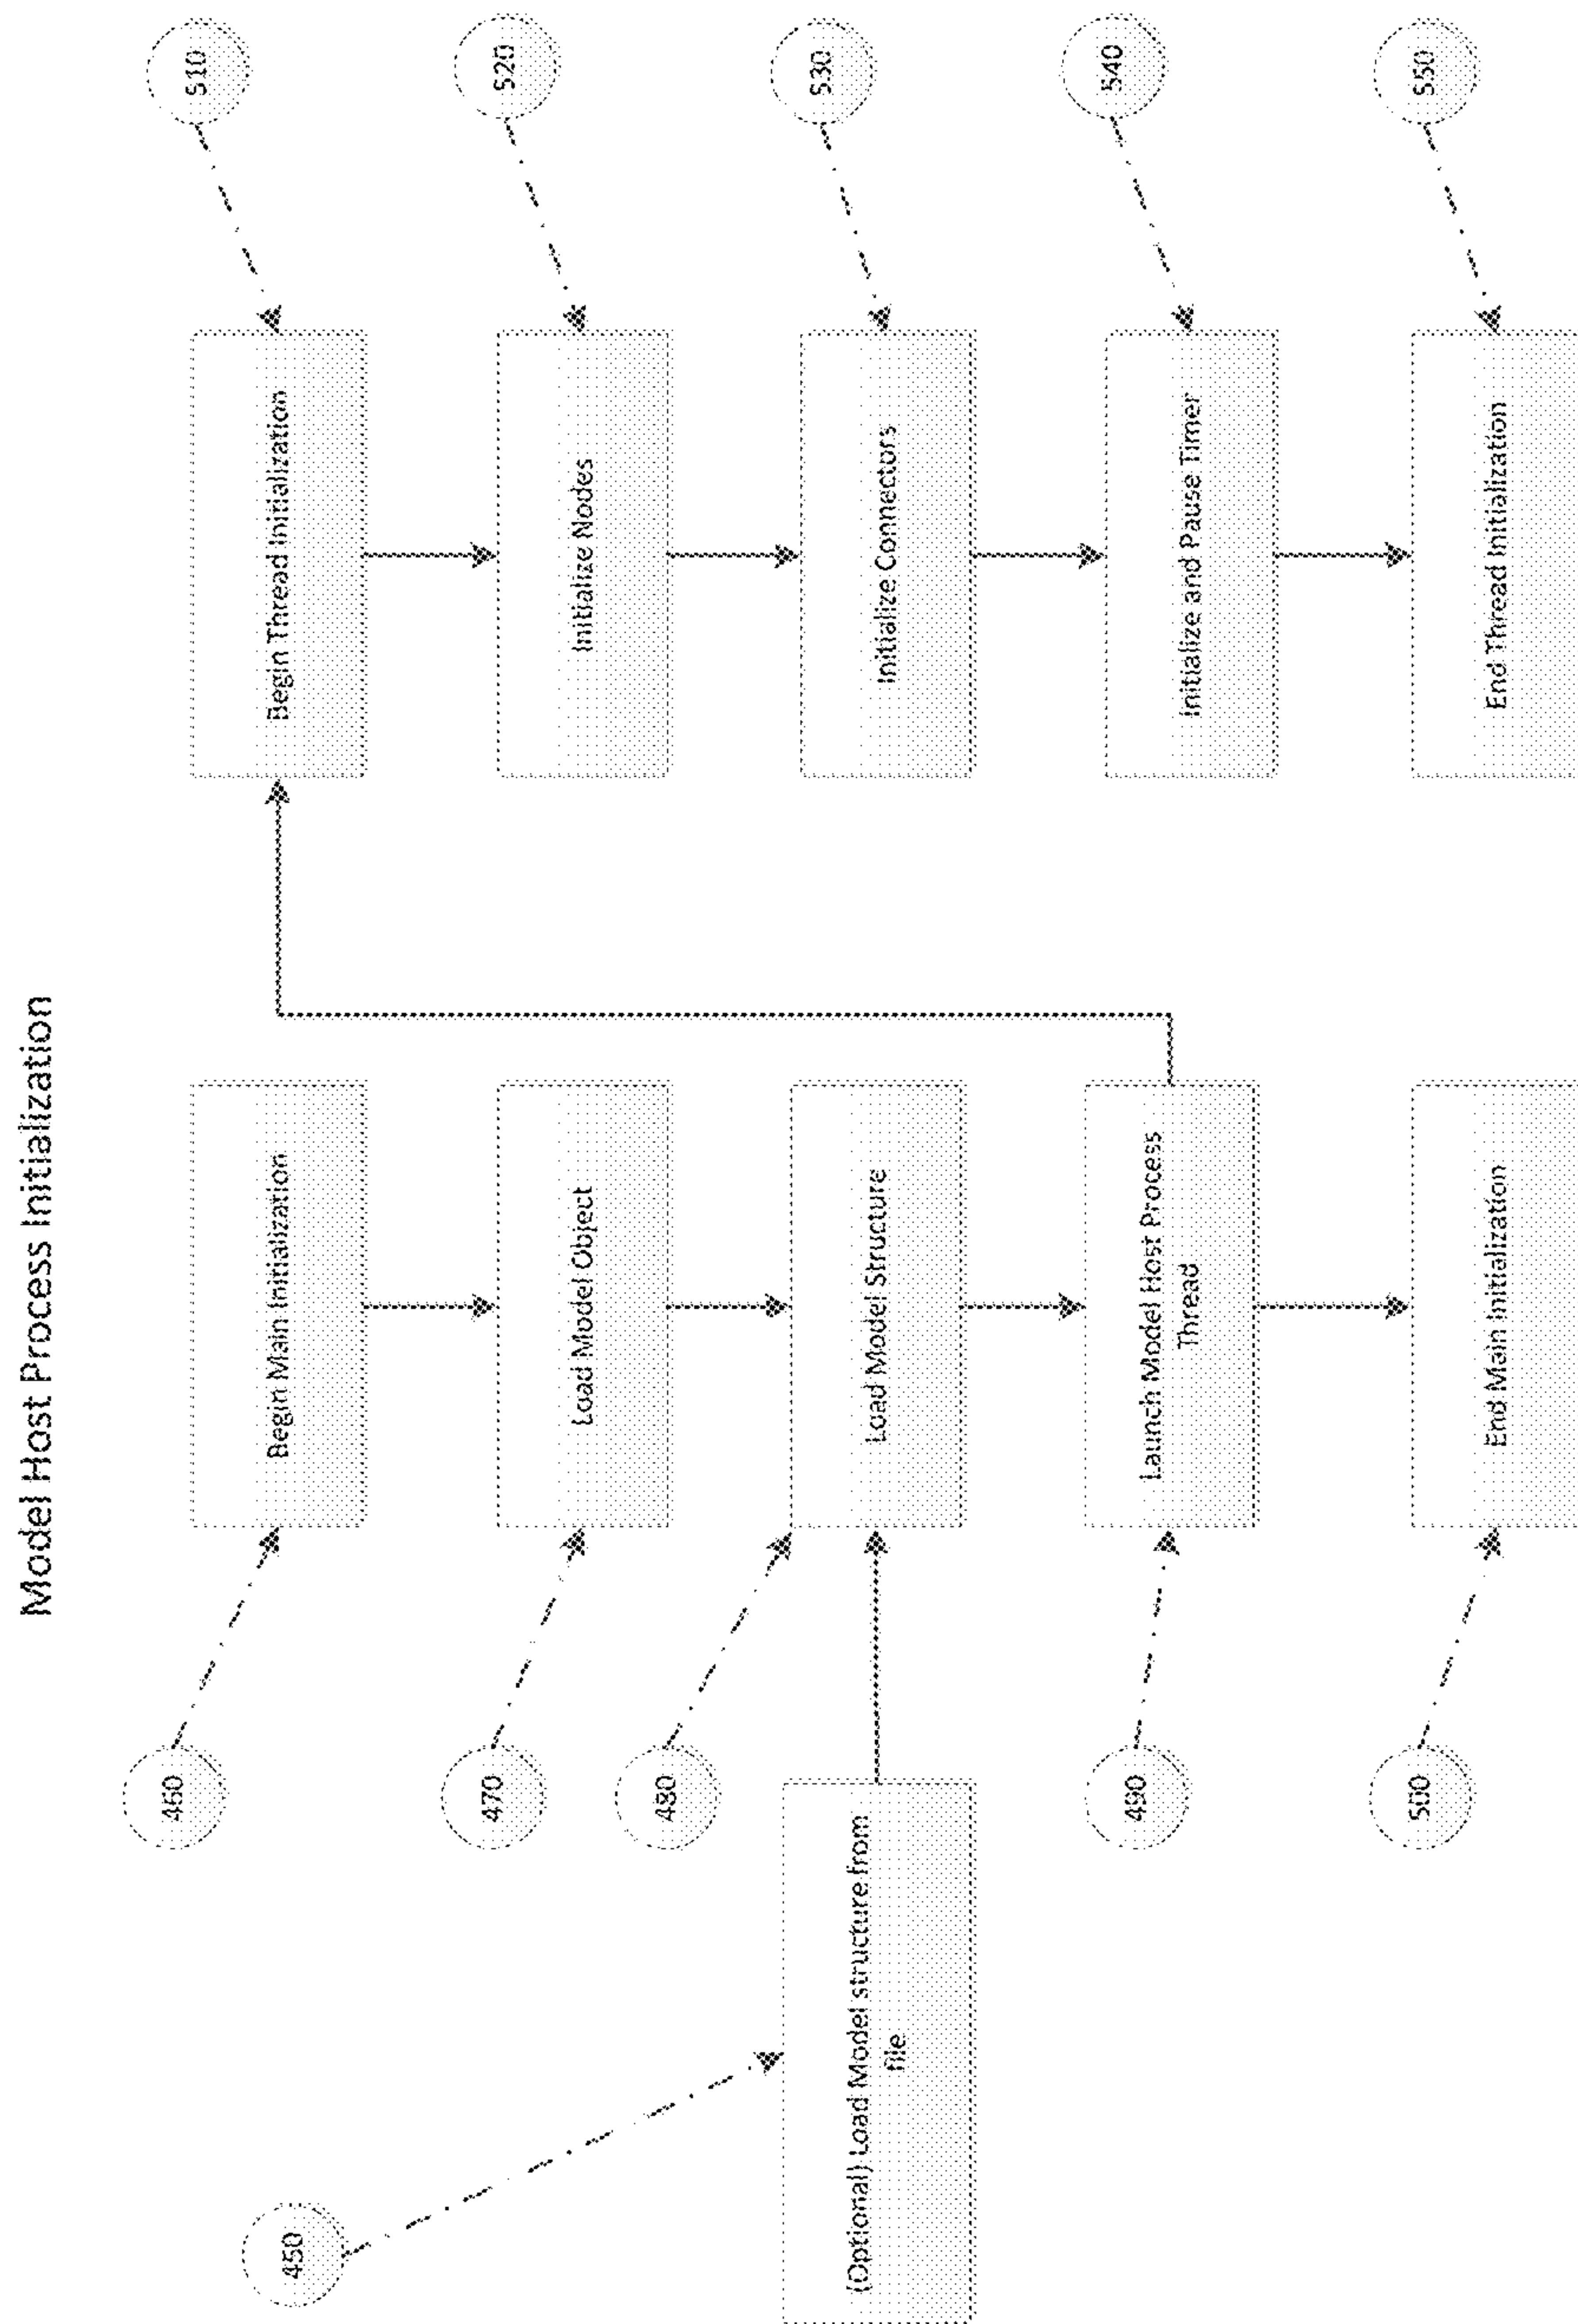 Model Host Process Initialization
460
Begin Main Initialization
Begin Thread Initialization
510
470
Load Model Object
Initialize Nodes
520
450
480
(Optional) Load Model structure from
file
Load Model Structure
Initialize Connectors
530
490
Launch Model Host Process
Thread
Initialize and Pause Timer
540
500
End Main Initialization
End Thread Initialization
550